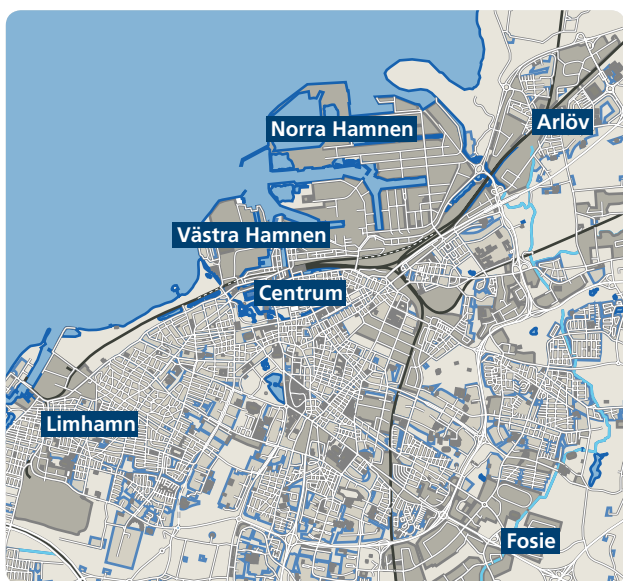 Norra Hamnen
Arlöv
Västra Hamnen
Centrum
Limhamn
Fosie